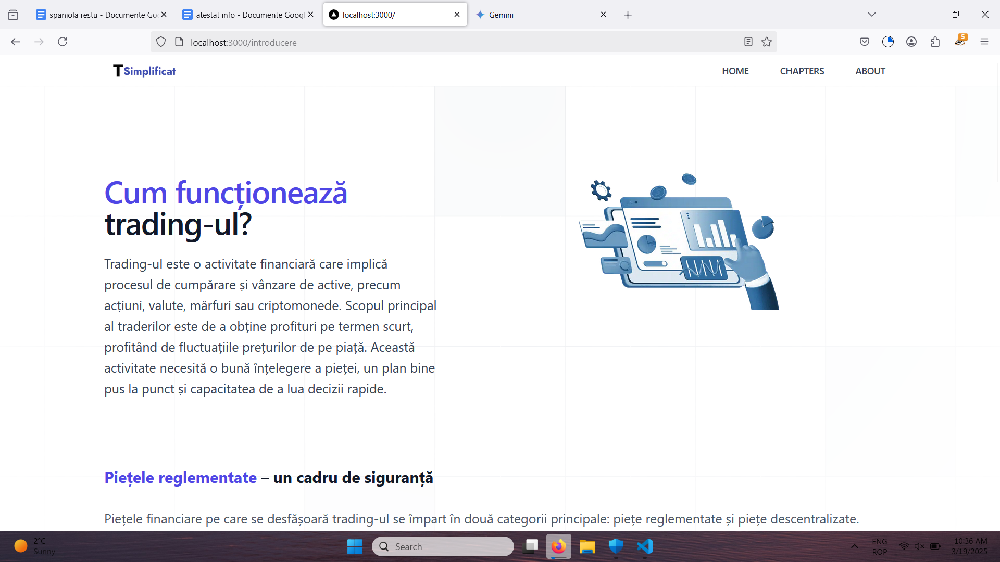 spaniola restu - Documente Goo
atestat info - Documente Googl
localhost:3000/
Gemini
localhost:3000/introducere
5
TSimplificat
HOME
CHAPTERS
ABOUT
Cum funcționează
trading-ul?
Trading-ul este o activitate financiară care implică
procesul de cumpărare și vânzare de active, precum
acțiuni, valute, mărfuri sau criptomonede. Scopul principal
al traderilor este de a obține profituri pe termen scurt,
profitând de fluctuațiile prețurilor de pe piață. Această
activitate necesită o bună înțelegere a pieței, un plan bine
pus la punct și capacitatea de a lua decizii rapide.
Piețele reglementate – un cadru de siguranță
Piețele financiare pe care se desfășoară trading-ul se împart în două categorii principale: piețe reglementate și piețe descentralizate.
2°C
Sunny
Search
ENG
ROP
10:36 AM
3/19/2025